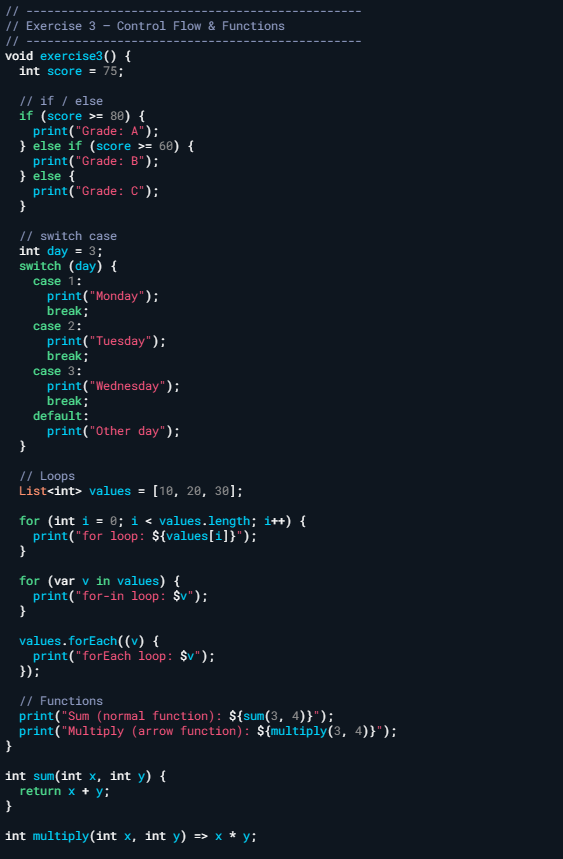 // ------------------------------------------------
// Exercise 3 – Control Flow & Functions
// ------------------------------------------------
void exercise3() {
  int score = 75;

  // if / else
  if (score >= 80) {
    print("Grade: A");
  } else if (score >= 60) {
    print("Grade: B");
  } else {
    print("Grade: C");
  }

  // switch case
  int day = 3;
  switch (day) {
    case 1:
      print("Monday");
      break;
    case 2:
      print("Tuesday");
      break;
    case 3:
      print("Wednesday");
      break;
    default:
      print("Other day");
  }

  // Loops
  List<int> values = [10, 20, 30];

  for (int i = 0; i < values.length; i++) {
    print("for loop: ${values[i]}");
  }

  for (var v in values) {
    print("for-in loop: $v");
  }

  values.forEach((v) {
    print("forEach loop: $v");
  });

  // Functions
  print("Sum (normal function): ${sum(3, 4)}");
  print("Multiply (arrow function): ${multiply(3, 4)}");
}

int sum(int x, int y) {
  return x + y;
}

int multiply(int x, int y) => x * y;